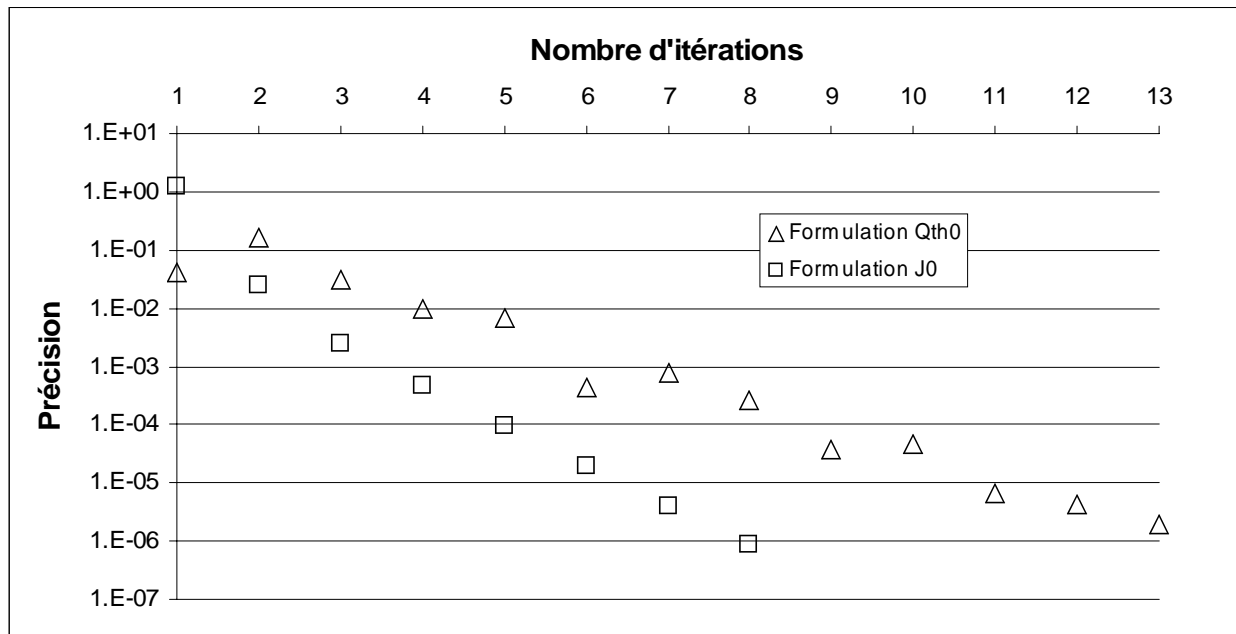 Nombre d'itérations
1 2 3 4 5 6 7 8 9 10 11 12 13
1.E+01
1.E+00
1.E-01
1.E-02
1.E-03
1.E-04
1.E-05
1.E-06
1.E-07
Précision
Formulation Qth0
Formulation J0